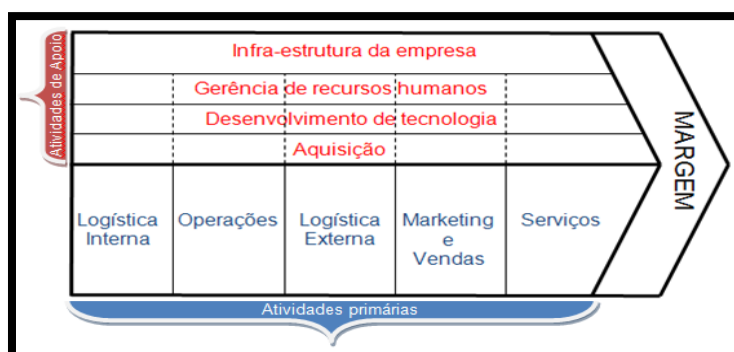 Atividades de Apoio
Infra-estrutura da empresa
Gerência de recursos humanos
Desenvolvimento de tecnologia
Aquisição
MARGEM
Logística
Interna
Operações
Logística
Externa
Marketing
e
Vendas
Serviços
Atividades primárias